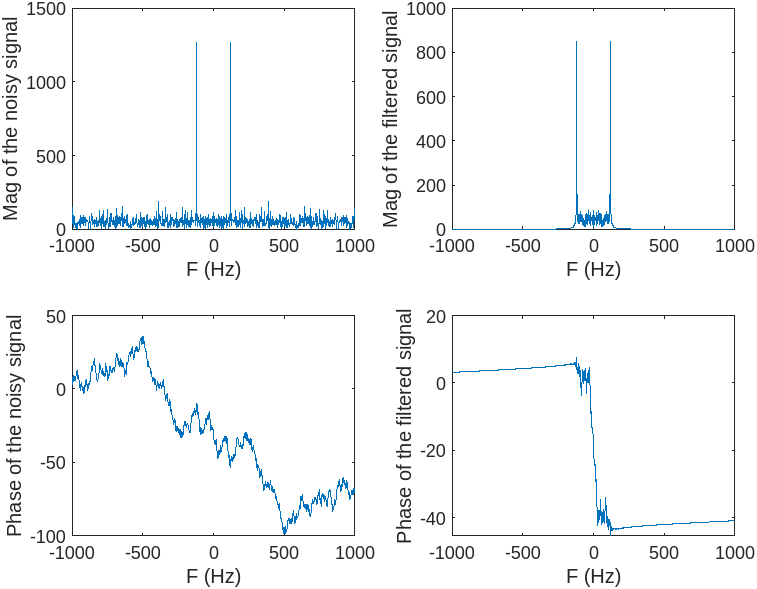 Mag of the noisy signal
1500
1000
500
0
-1000 -500 0 500 1000
F (Hz)
Mag of the filtered signal
1000
800
600
400
200
0
-1000 -500 0 500 1000
F (Hz)
Phase of the noisy signal
50
0
-50
-100
-1000 -500 0 500 1000
F (Hz)
Phase of the filtered signal
20
0
-20
-40
-1000 -500 0 500 1000
F (Hz)